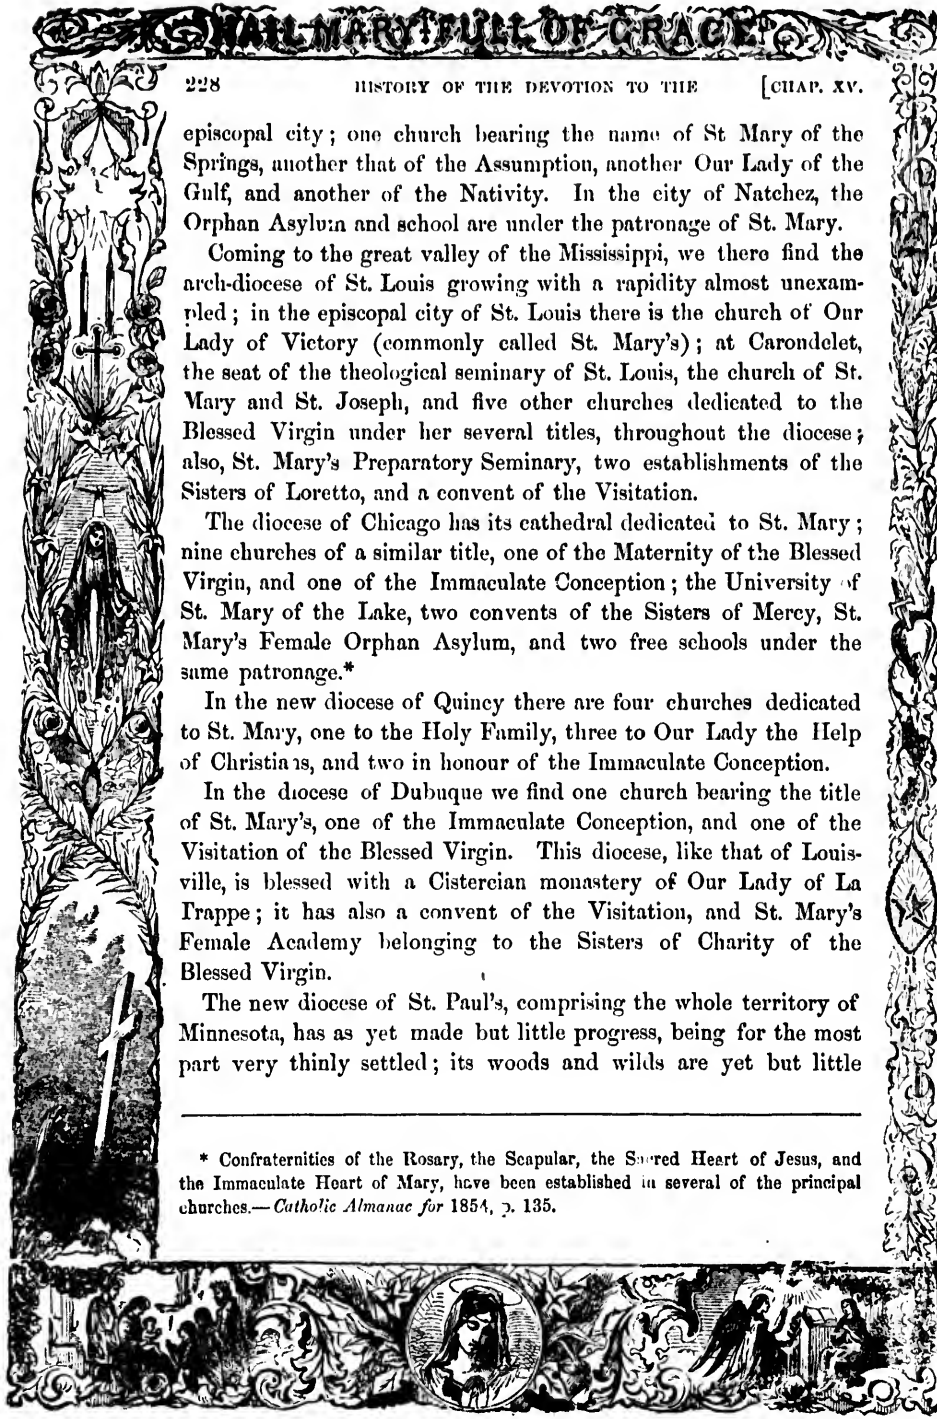 HAIL MARY! FULL OF GRACE
228 HISTORY OF THE DEVOTION TO THE [CHAP. XV.
episcopal city; one church bearing the name of St Mary of the
Springs, another that of the Assumption, another Our Lady of the
Gulf, and another of the Nativity. In the city of Natchez, the
Orphan Asylum and school are under the patronage of St. Mary.
Coming to the great valley of the Mississippi, we there find the
arch-diocese of St. Louis growing with a rapidity almost unexam-
pled; in the episcopal city of St. Louis there is the church of Our
Lady of Victory (commonly called St. Mary's); at Carondelet,
the seat of the theological seminary of St. Louis, the church of St.
Mary and St. Joseph, and five other churches dedicated to the
Blessed Virgin under her several titles, throughout the diocese;
also, St. Mary's Preparatory Seminary, two establishments of the
Sisters of Loretto, and a convent of the Visitation.
The diocese of Chicago has its cathedral dedicated to St. Mary;
nine churches of a similar title, one of the Maternity of the Blessed
Virgin, and one of the Immaculate Conception; the University of
St. Mary of the Lake, two convents of the Sisters of Mercy, St.
Mary's Female Orphan Asylum, and two free schools under the
same patronage.*
In the new diocese of Quincy there are four churches dedicated
to St. Mary, one to the Holy Family, three to Our Lady the Help
of Christians, and two in honour of the Immaculate Conception.
In the diocese of Dubuque we find one church bearing the title
of St. Mary's, one of the Immaculate Conception, and one of the
Visitation of the Blessed Virgin. This diocese, like that of Louis-
ville, is blessed with a Cistercian monastery of Our Lady of La
Trappe; it has also a convent of the Visitation, and St. Mary's
Female Academy belonging to the Sisters of Charity of the
Blessed Virgin.
The new diocese of St. Paul's, comprising the whole territory of
Minnesota, has as yet made but little progress, being for the most
part very thinly settled; its woods and wilds are yet but little
* Confraternities of the Rosary, the Scapular, the Sacred Heart of Jesus, and
the Immaculate Heart of Mary, have been established in several of the principal
churches.—Catholic Almanac for 1854, p. 135.